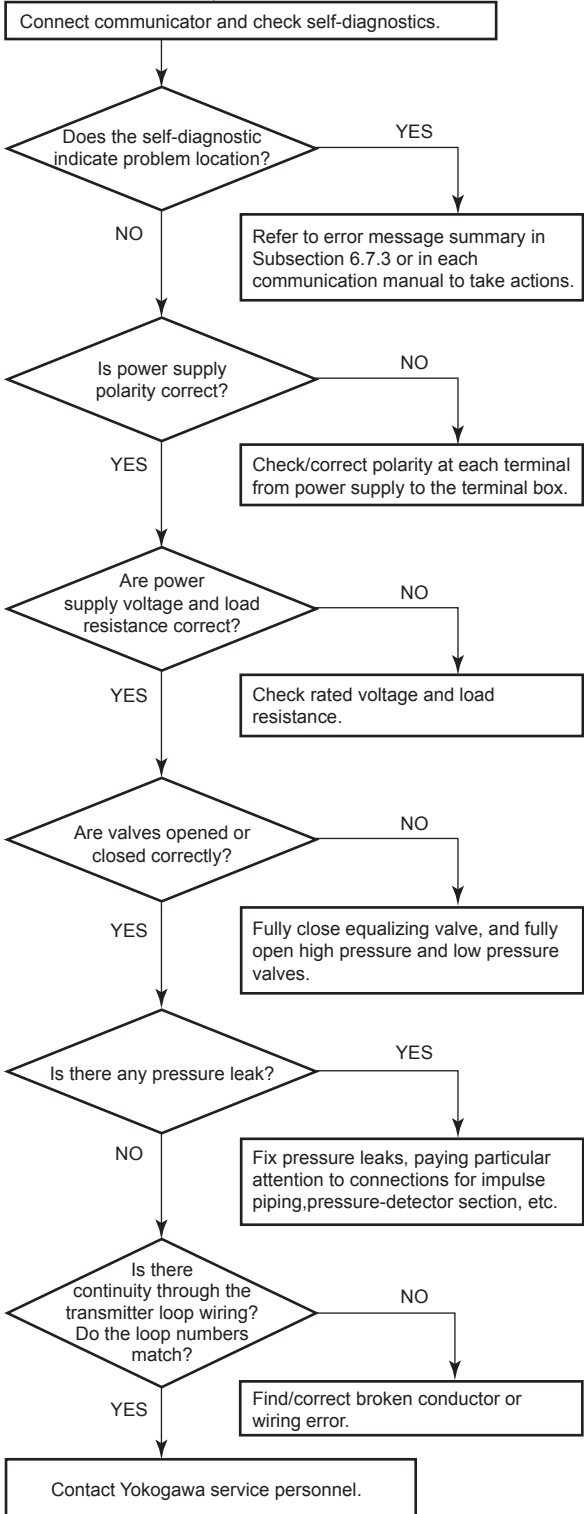 Connect communicator and check self-diagnostics.
Does the self-diagnostic
indicate problem location?
YES
NO
Refer to error message summary in
Subsection 6.7.3 or in each
communication manual to take actions.
Is power supply
polarity correct?
NO
YES
Check/correct polarity at each terminal
from power supply to the terminal box.
Are power
supply voltage and load
resistance correct?
NO
YES
Check rated voltage and load
resistance.
Are valves opened or
closed correctly?
NO
YES
Fully close equalizing valve, and fully
open high pressure and low pressure
valves.
Is there any pressure leak?
YES
NO
Fix pressure leaks, paying particular
attention to connections for impulse
piping,pressure-detector section, etc.
Is there
continuity through the
transmitter loop wiring?
Do the loop numbers
match?
NO
YES
Find/correct broken conductor or
wiring error.
Contact Yokogawa service personnel.